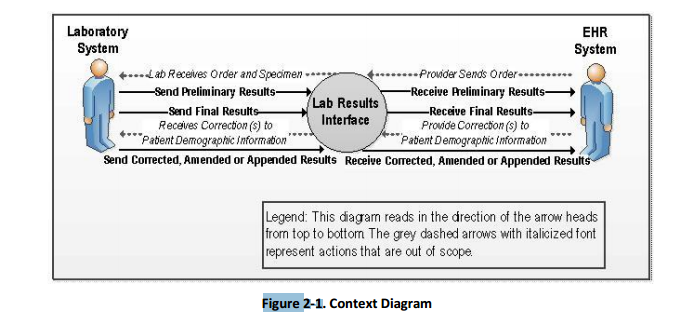 Laboratory
System
EHR
System
Lab Receives Order and Specimen
Provider Sends Order
Send Preliminary Results
Receive Preliminary Results
Lab Results
Interface
Send Final Results
Receive Final Results
Receives Correction (s) to
Patient Demographic Information
Provide Correction(s) to
Patient Demographic Information
Send Corrected, Amended or Appended Results
Receive Corrected, Amended or Appended Results
Legend: This diagram reads in the direction of the arrow heads
from top to bottom. The grey dashed arrows with italicized font
represent actions that are out of scope.
Figure 2-1. Context Diagram